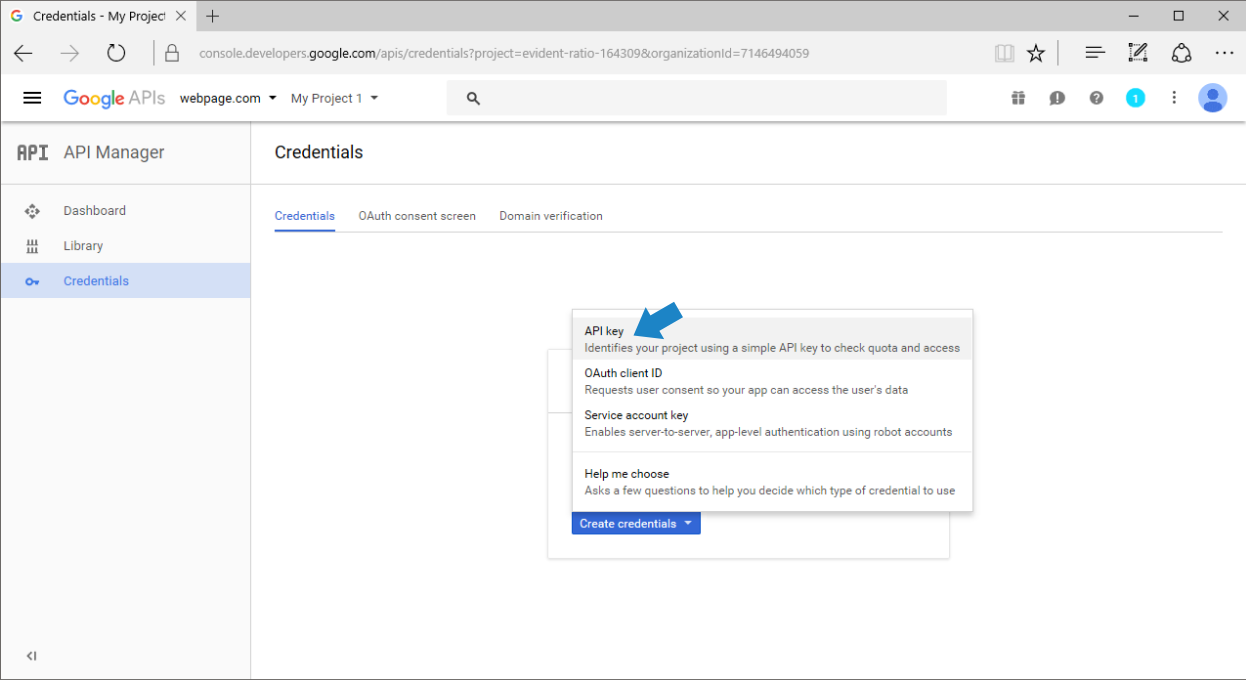 Credentials - My Project
console.developers.google.com/apis/credentials?project=evident-ratio-164309&organizationId=7146494059
Google APIs webpage.com My Project 1 1
API API Manager
Credentials
Dashboard
Library
Credentials
Credentials OAuth consent screen Domain verification
API key
Identifies your project using a simple API key to check quota and access
OAuth client ID
Requests user consent so your app can access the user's data
Service account key
Enables server-to-server, app-level authentication using robot accounts
Help me choose
Asks a few questions to help you decide which type of credential to use
Create credentials